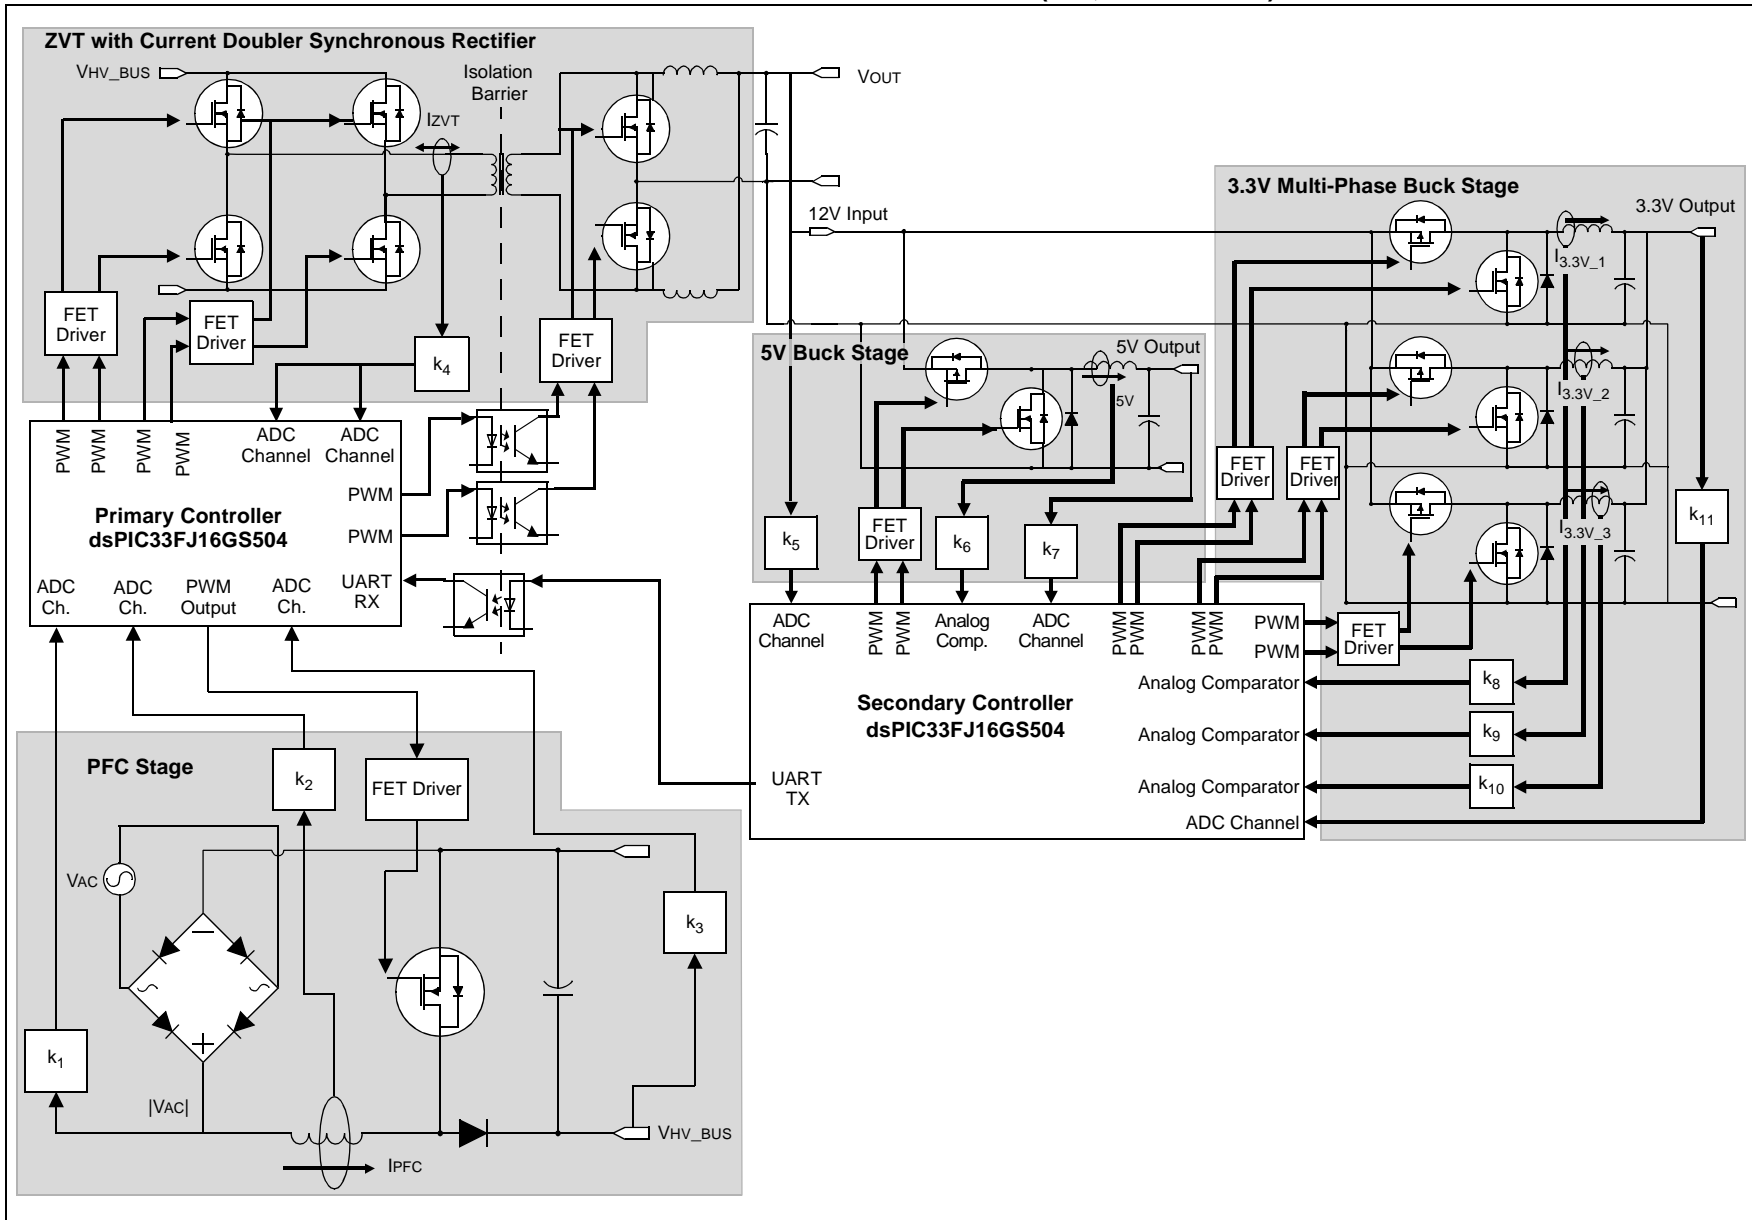 ZVT with Current Doubler Synchronous Rectifier
VHV_BUS
Isolation
Barrier
VOUT
IZVT
12V Input
3.3V Multi-Phase Buck Stage
3.3V Output
I3.3V_1
FET
Driver
FET
Driver
FET
Driver
k4
5V Buck Stage
5V Output
5V
I3.3V_2
PWM
PWM
PWM
PWM
ADC
Channel
ADC
Channel
PWM
PWM
Primary Controller
dsPIC33FJ16GS504
UART
RX
ADC
Ch.
ADC
Ch.
PWM
Output
ADC
Ch.
FET
Driver
FET
Driver
k5
FET
Driver
k6
k7
I3.3V_3
k11
ADC
Channel
PWM
PWM
Analog
Comp.
ADC
Channel
PWM
PWM
PWM
PWM
PWM
PWM
FET
Driver
Analog Comparator
k8
Secondary Controller
dsPIC33FJ16GS504
Analog Comparator
k9
UART
TX
Analog Comparator
k10
ADC Channel
PFC Stage
k2
FET Driver
VAC
k3
k1
|VAC|
VHV_BUS
IPFC